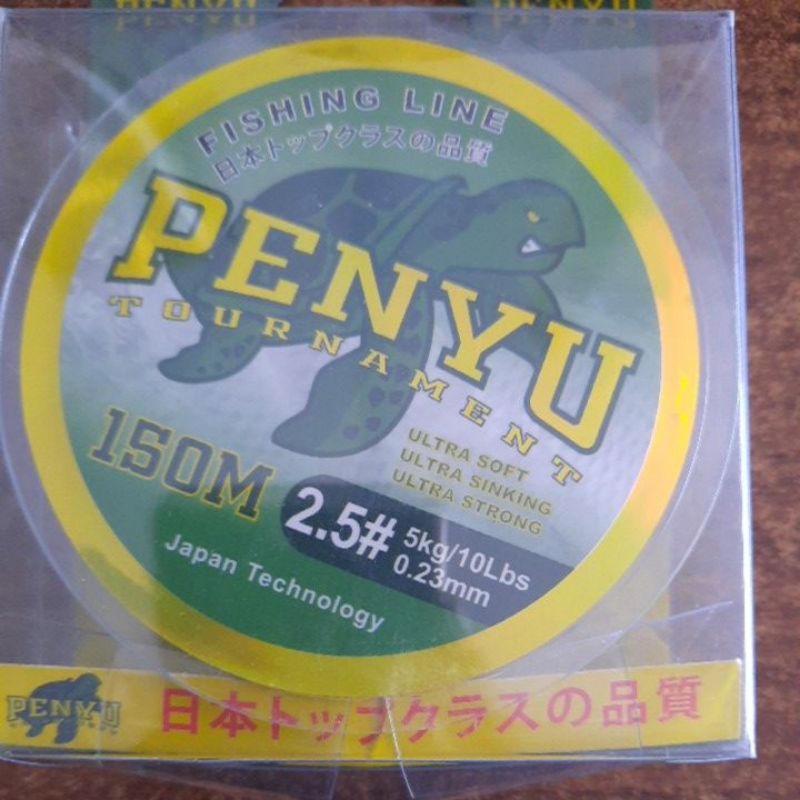 PENYU
PENYU
FISHING LINE
日本トップクラスの品質
PENYU
TOURNAMENT
150M
ULTRA SOFT
ULTRA SINKING
ULTRA STRONG
2.5#
5kg/10Lbs
0.23mm
Japan Technology
PENYU
日本トップクラスの品質